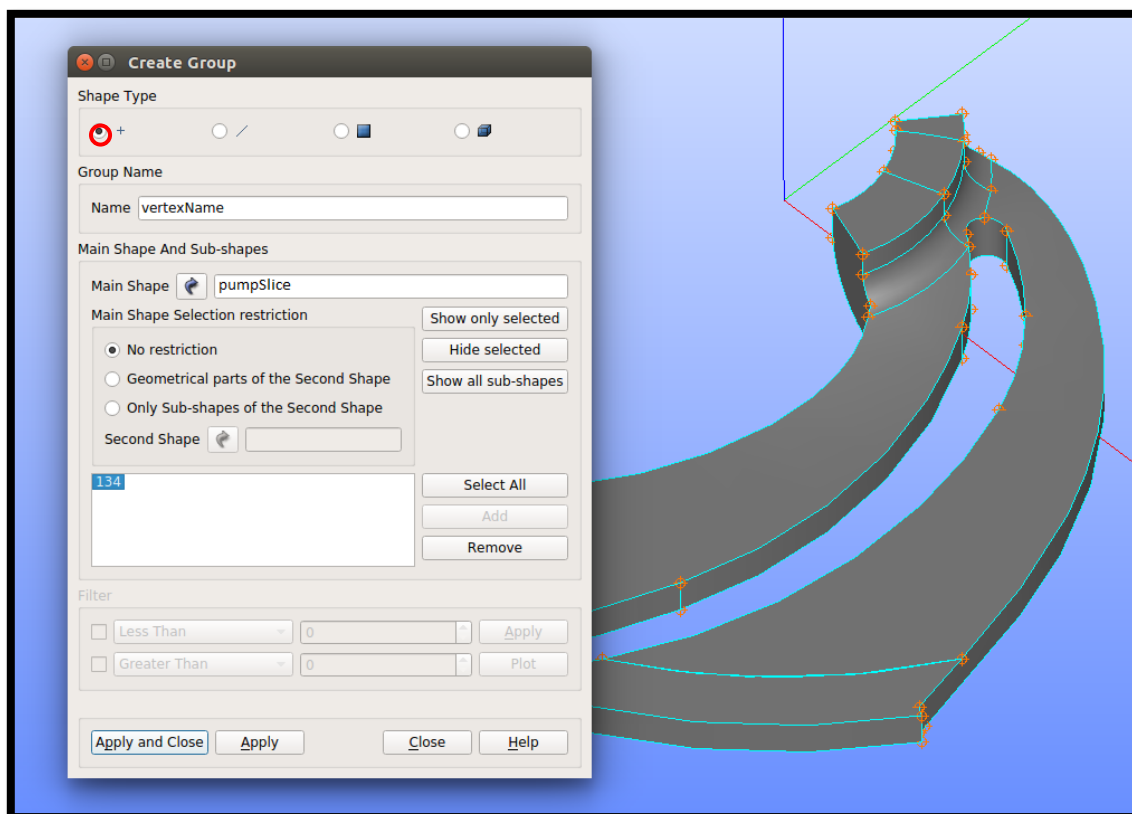 Create Group
Shape Type
Group Name
Name vertexName
Main Shape And Sub-shapes
Main Shape pumpSlice
Main Shape Selection restriction
Show only selected
No restriction
Hide selected
Geometrical parts of the Second Shape
Show all sub-shapes
Only Sub-shapes of the Second Shape
Second Shape
134
Select All
Add
Remove
Filter
Less Than 0 Apply
Greater Than 0 Plot
Apply and Close Apply Close Help